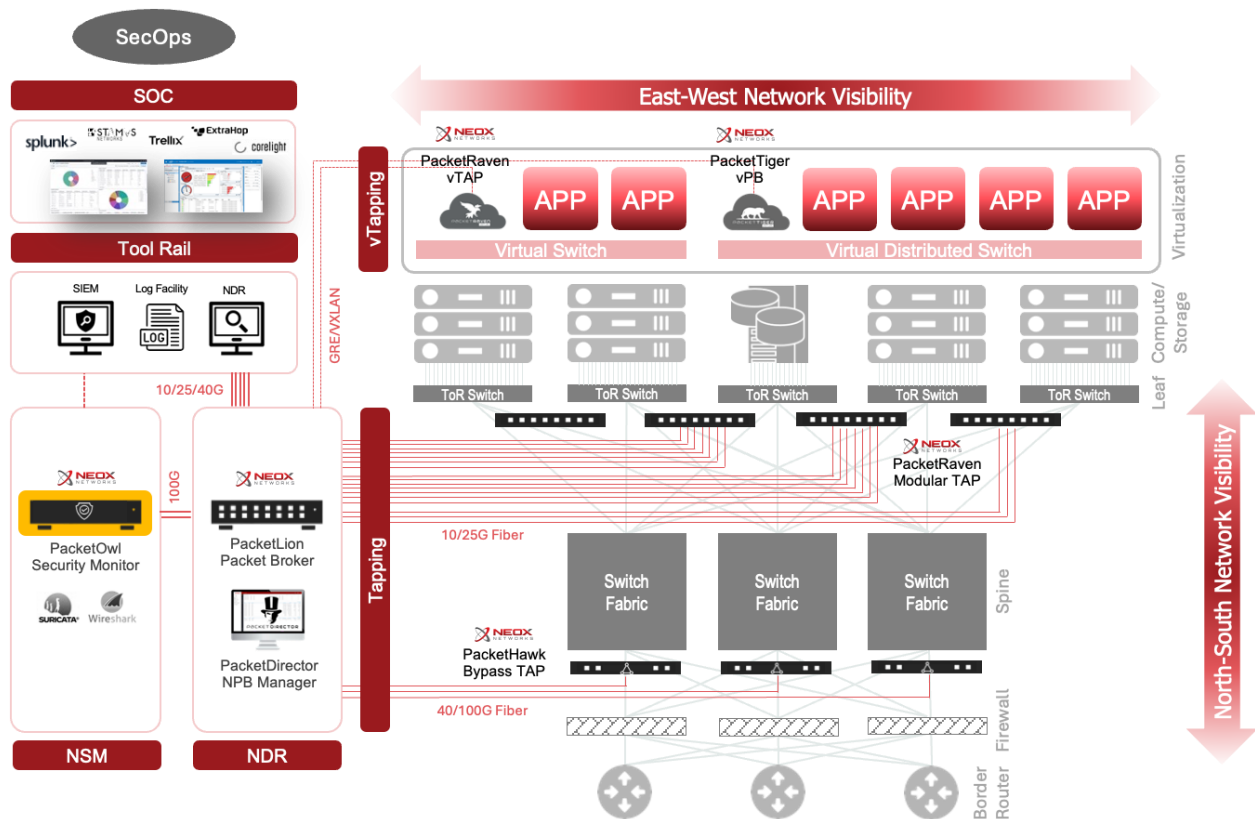 SecOps
SOC
splunk>
STAMUS
NETWORKS
Trellix
ExtraHop
corelight
Tool Rail
SIEM
Log Facility
NDR
LOG
10/25/40G
NEOX
NETWORKS
PacketOwl
Security Monitor
SURICATA
Wireshark
NSM
100G
NEOX
NETWORKS
PacketLion
Packet Broker
PACKETDIRECTOR
PacketDirector
NPB Manager
NDR
GRE/VXLAN
vTapping
Tapping
East-West Network Visibility
NEOX
NETWORKS
PacketRaven
vTAP
APP
APP
Virtual Switch
NEOX
NETWORKS
PacketTiger
vPB
APP
APP
APP
APP
Virtual Distributed Switch
Virtualization
Compute/
Storage
ToR Switch
ToR Switch
ToR Switch
ToR Switch
ToR Switch
Leaf
NEOX
NETWORKS
PacketRaven
Modular TAP
10/25G Fiber
Switch
Fabric
Switch
Fabric
Switch
Fabric
Spine
NEOX
NETWORKS
PacketHawk
Bypass TAP
40/100G Fiber
Firewall
Border
Router
North-South Network Visibility